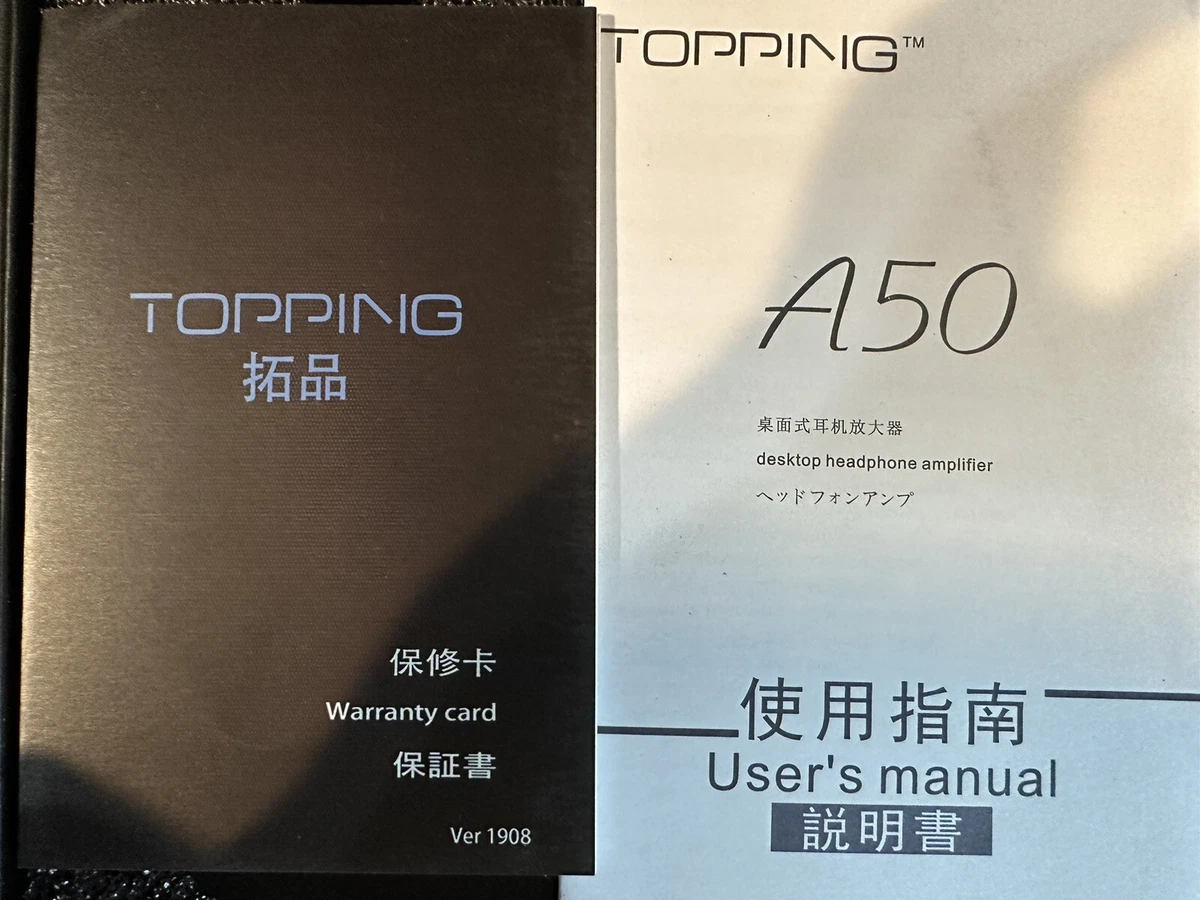 TOPPING
拓品
保修卡
Warranty card
保証書
Ver 1908
TOPPING™
A50
桌面式耳机放大器
desktop headphone amplifier
ヘッドフォンアンプ
使用指南
User's manual
説明書